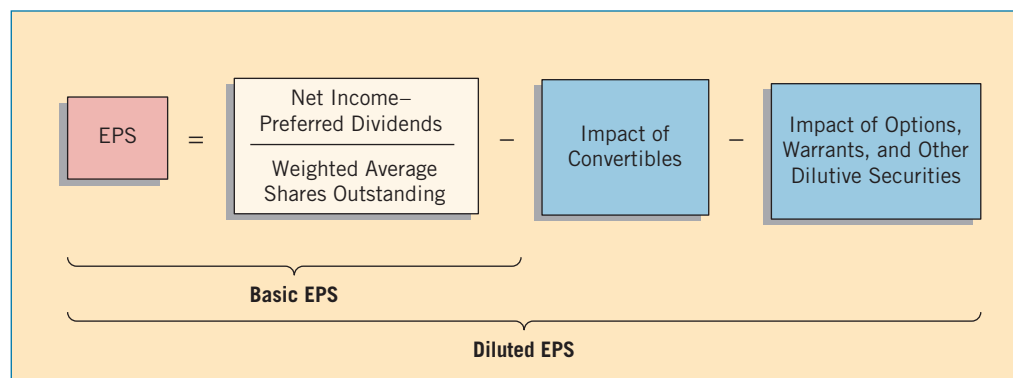 EPS
=
Net Income–
Preferred Dividends
Weighted Average
Shares Outstanding
–
Impact of
Convertibles
–
Impact of Options,
Warrants, and Other
Dilutive Securities
Basic EPS
Diluted EPS